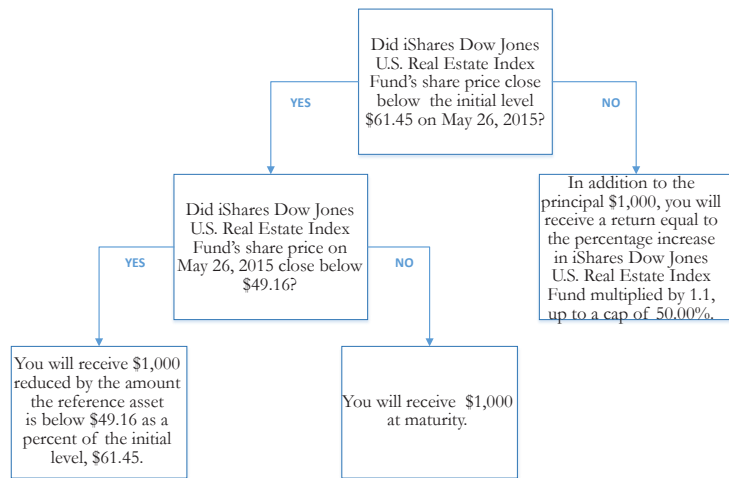 Did iShares Dow Jones
U.S. Real Estate Index
Fund's share price close
below the initial level
$61.45 on May 26, 2015?
YES
NO
Did iShares Dow Jones
U.S. Real Estate Index
Fund's share price on
May 26, 2015 close below
$49.16?
In addition to the
principal $1,000, you will
receive a return equal to
the percentage increase
in iShares Dow Jones
U.S. Real Estate Index
Fund multiplied by 1.1,
up to a cap of 50.00%.
YES
NO
You will receive $1,000
reduced by the amount
the reference asset
is below $49.16 as a
percent of the initial
level, $61.45.
You will receive $1,000
at maturity.